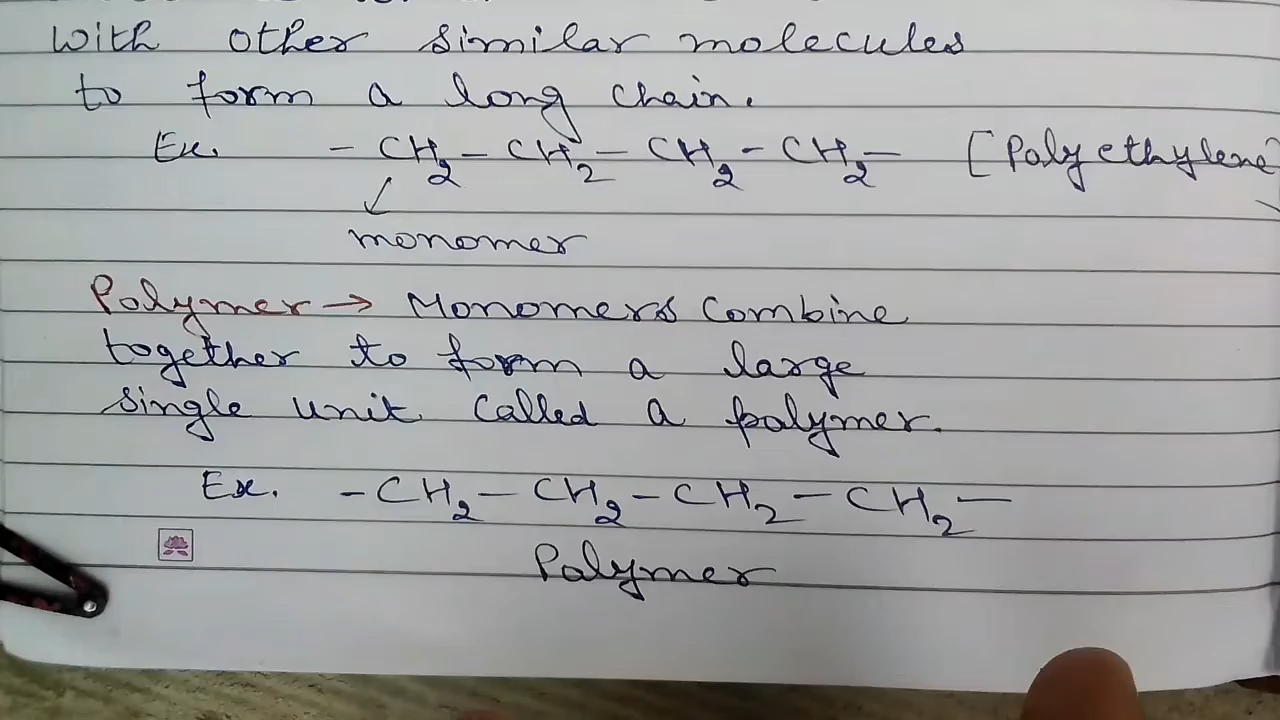 with other similar molecules
to form a long chain.
Ex. - CH2 - CH2 - CH2 - CH2 - [Polyethylene]
monomer
Polymer → Monomers combine
together to form a large
single unit called a polymer.
Ex. - CH2 - CH2 - CH2 - CH2 -
Polymer